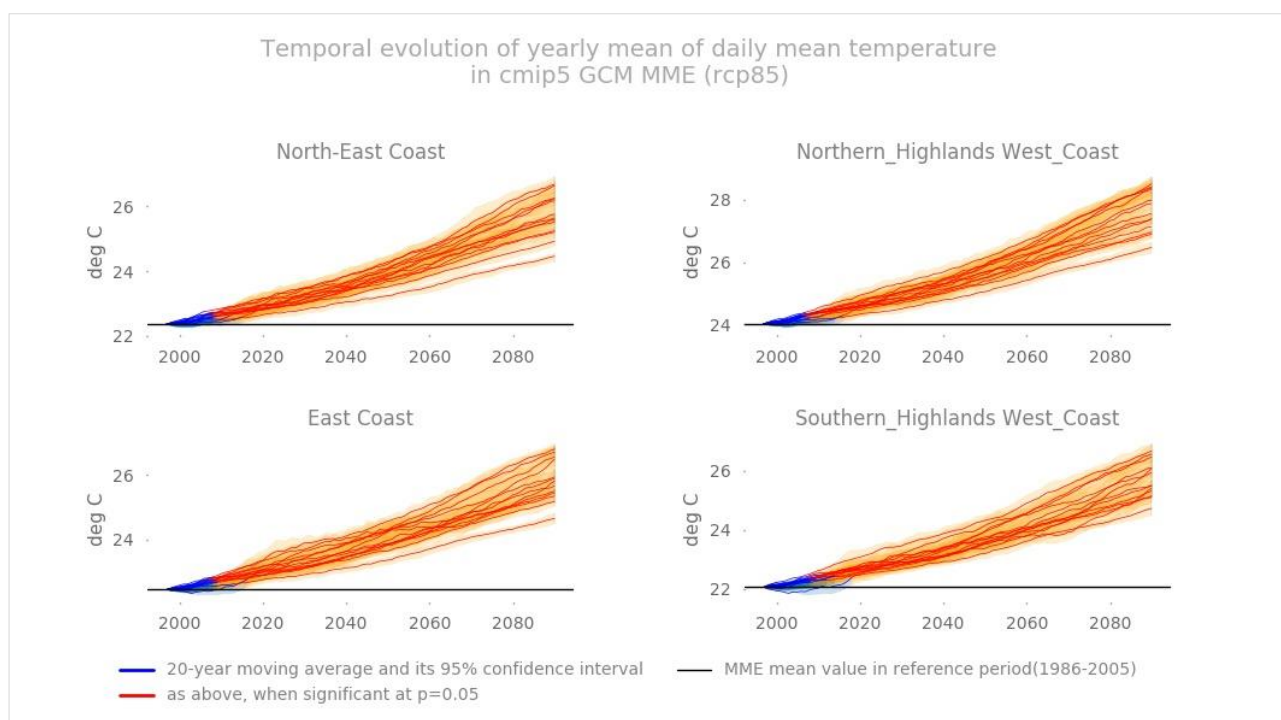 Temporal evolution of yearly mean of daily mean temperature
in cmip5 GCM MME (rcp85)
North-East Coast
deg C
26
24
22
2000 2020 2040 2060 2080
Northern_Highlands West_Coast
deg C
28
26
24
2000 2020 2040 2060 2080
East Coast
deg C
26
24
2000 2020 2040 2060 2080
Southern_Highlands West_Coast
deg C
26
24
22
2000 2020 2040 2060 2080
20-year moving average and its 95% confidence interval
as above, when significant at p=0.05
MME mean value in reference period(1986-2005)